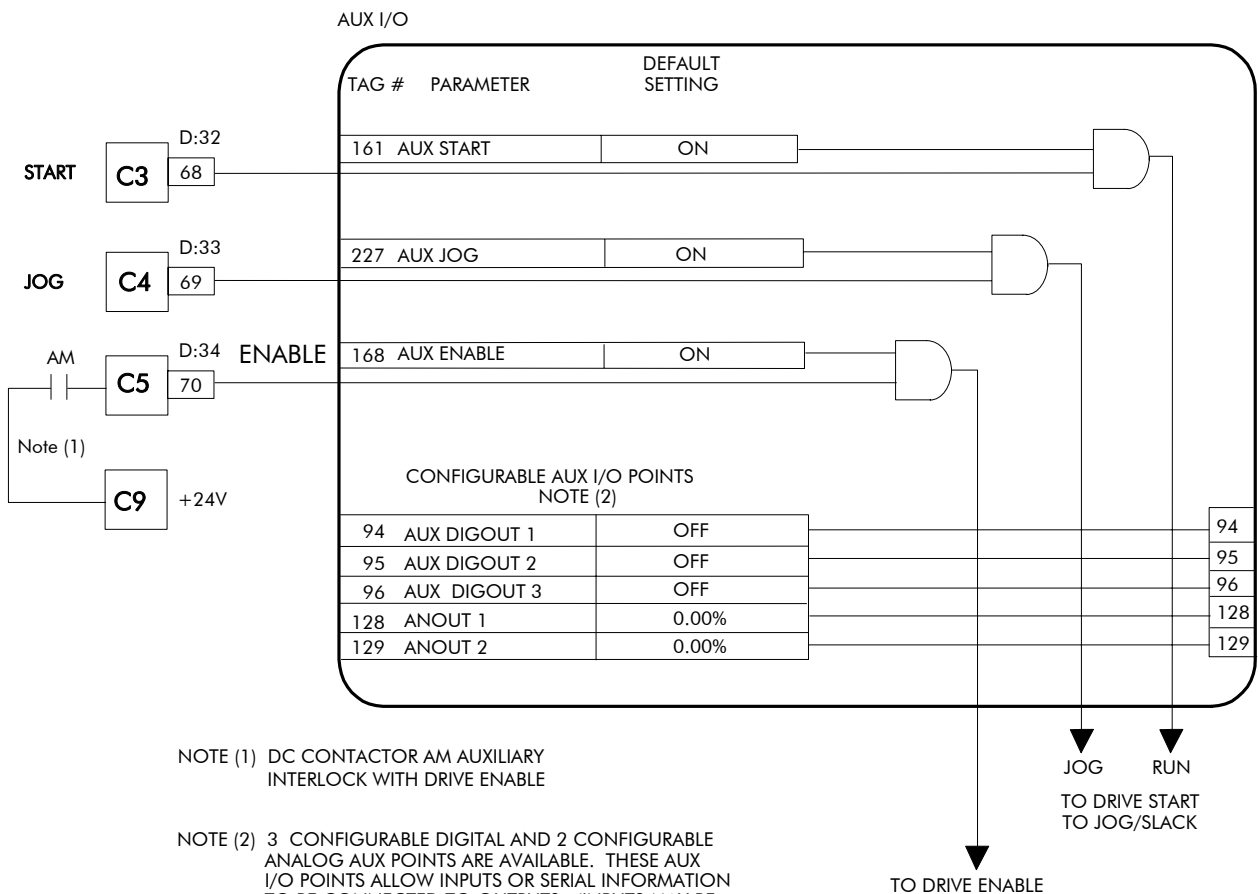 AUX I/O
DEFAULT
TAG # PARAMETER SETTING
START C3 D:32
68
161 AUX START ON
JOG C4 D:33
69
227 AUX JOG ON
AM C5 D:34
70
ENABLE 168 AUX ENABLE ON
Note (1)
C9 +24V
CONFIGURABLE AUX I/O POINTS
NOTE (2)
94 AUX DIGOUT 1 OFF 94
95 AUX DIGOUT 2 OFF 95
96 AUX DIGOUT 3 OFF 96
128 ANOUT 1 0.00% 128
129 ANOUT 2 0.00% 129
NOTE (1) DC CONTACTOR AM AUXILIARY
INTERLOCK WITH DRIVE ENABLE
JOG RUN
TO DRIVE START
TO JOG/SLACK
NOTE (2) 3 CONFIGURABLE DIGITAL AND 2 CONFIGURABLE
ANALOG AUX POINTS ARE AVAILABLE. THESE AUX
I/O POINTS ALLOW INPUTS OR SERIAL INFORMATION
TO DRIVE ENABLE